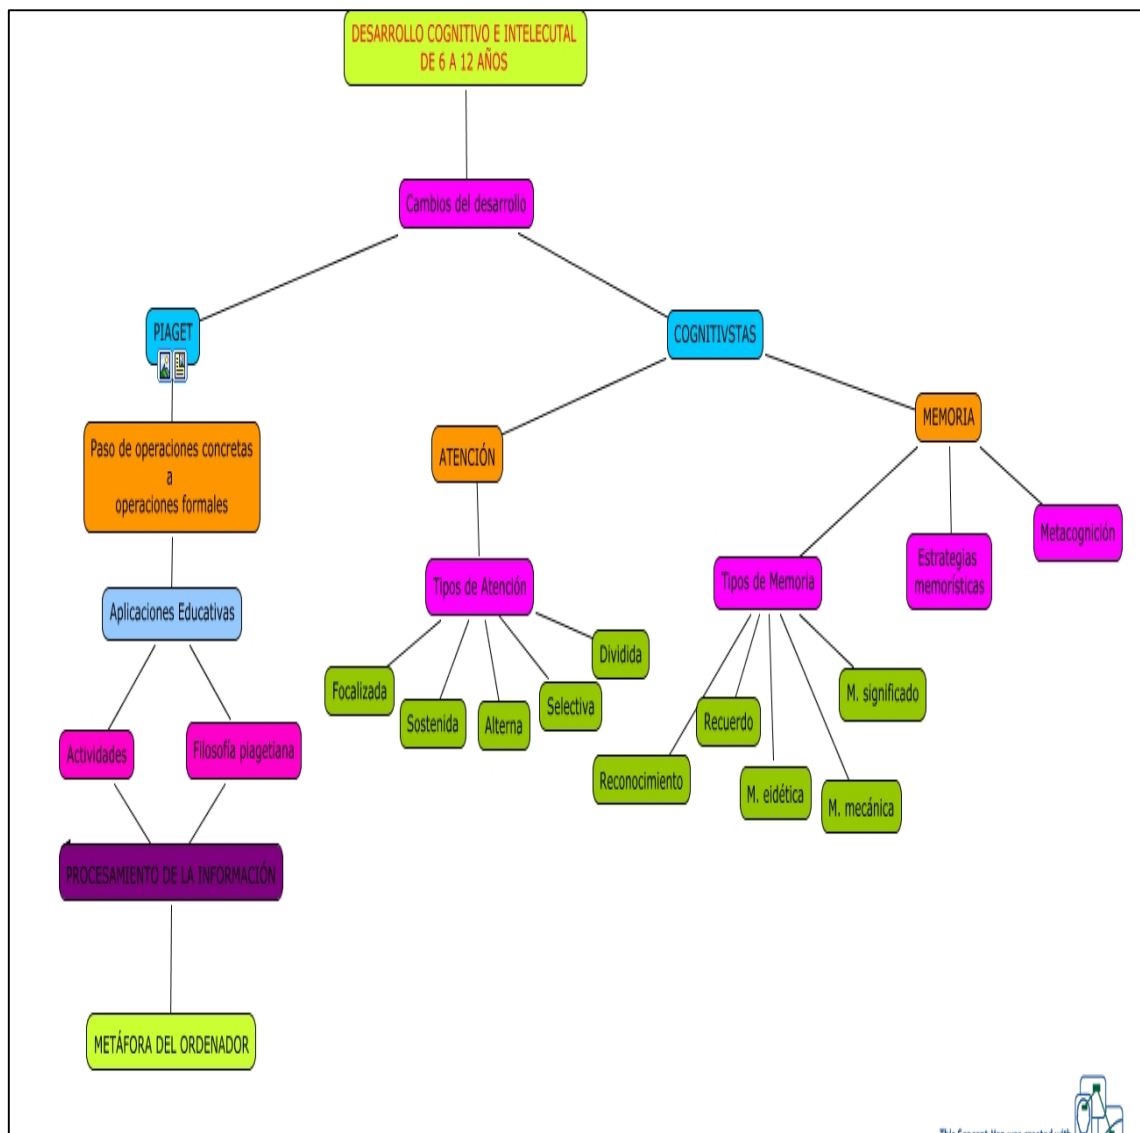 DESARROLLO COGNITIVO E INTELECUTAL
DE 6 A 12 AÑOS
Cambios del desarrollo
PIAGET
COGNITIVSTAS
MEMORIA
Paso de operaciones concretas
a
operaciones formales
ATENCIÓN
Metacognición
Estrategias
memorísticas
Aplicaciones Educativas
Tipos de Atención
Tipos de Memoria
Focalizada
Sostenida
Alterna
Selectiva
Dividida
Reconocimiento
Recuerdo
M. eidética
M. mecánica
M. significado
Actividades
Filosofía piagetiana
PROCESAMIENTO DE LA INFORMACIÓN
METÁFORA DEL ORDENADOR